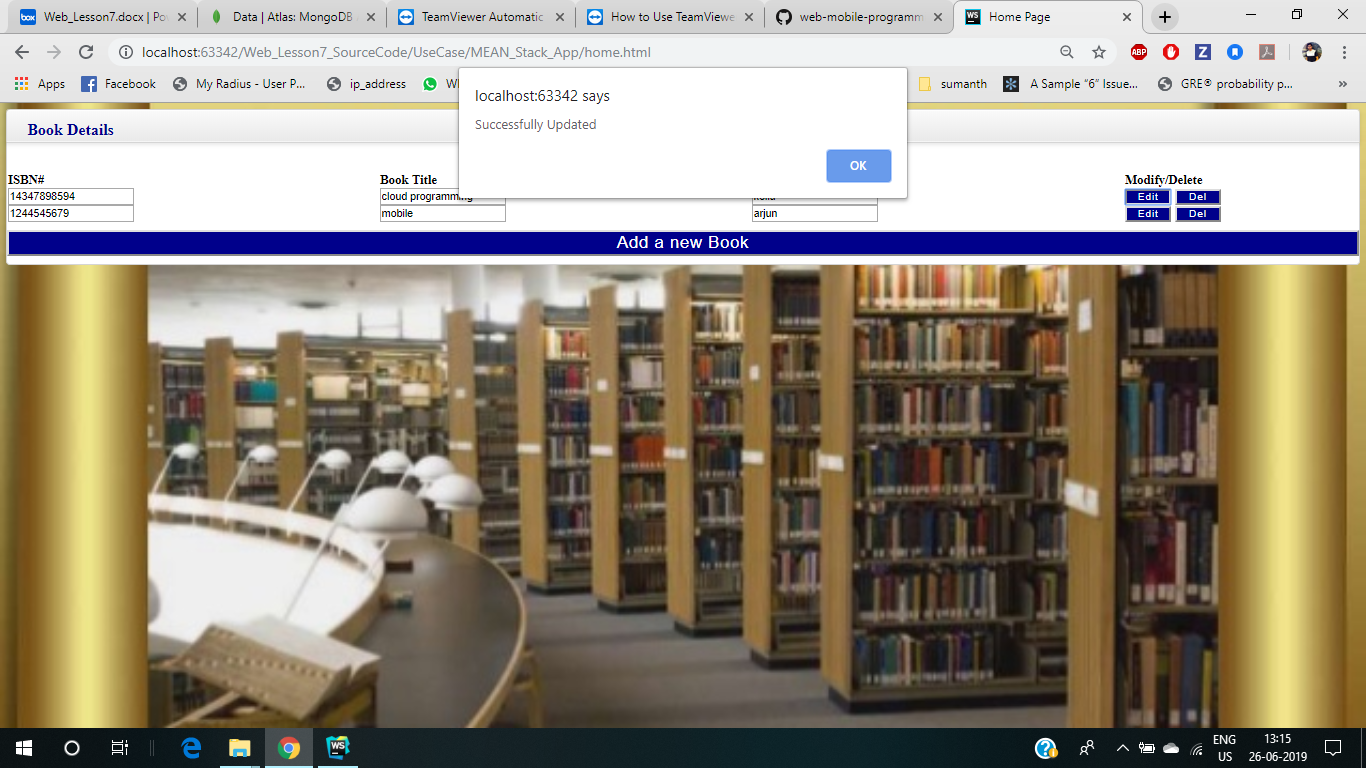 Web_Lesson7.docx | Po
Data | Atlas: MongoDB
TeamViewer Automatic
How to Use TeamViewe
web-mobile-programm
Home Page
localhost:63342/Web_Lesson7_SourceCode/UseCase/MEAN_Stack_App/home.html
Apps
Facebook
My Radius - User P...
ip_address
sumanth
A Sample “6” Issue...
GRE® probability p...
localhost:63342 says
Successfully Updated
OK
Book Details
ISBN# Book Title Modify/Delete
14347898594 cloud programming Edit Del
1244545679 mobile arjun Edit Del
Add a new Book
ENG 13:15
US 26-06-2019